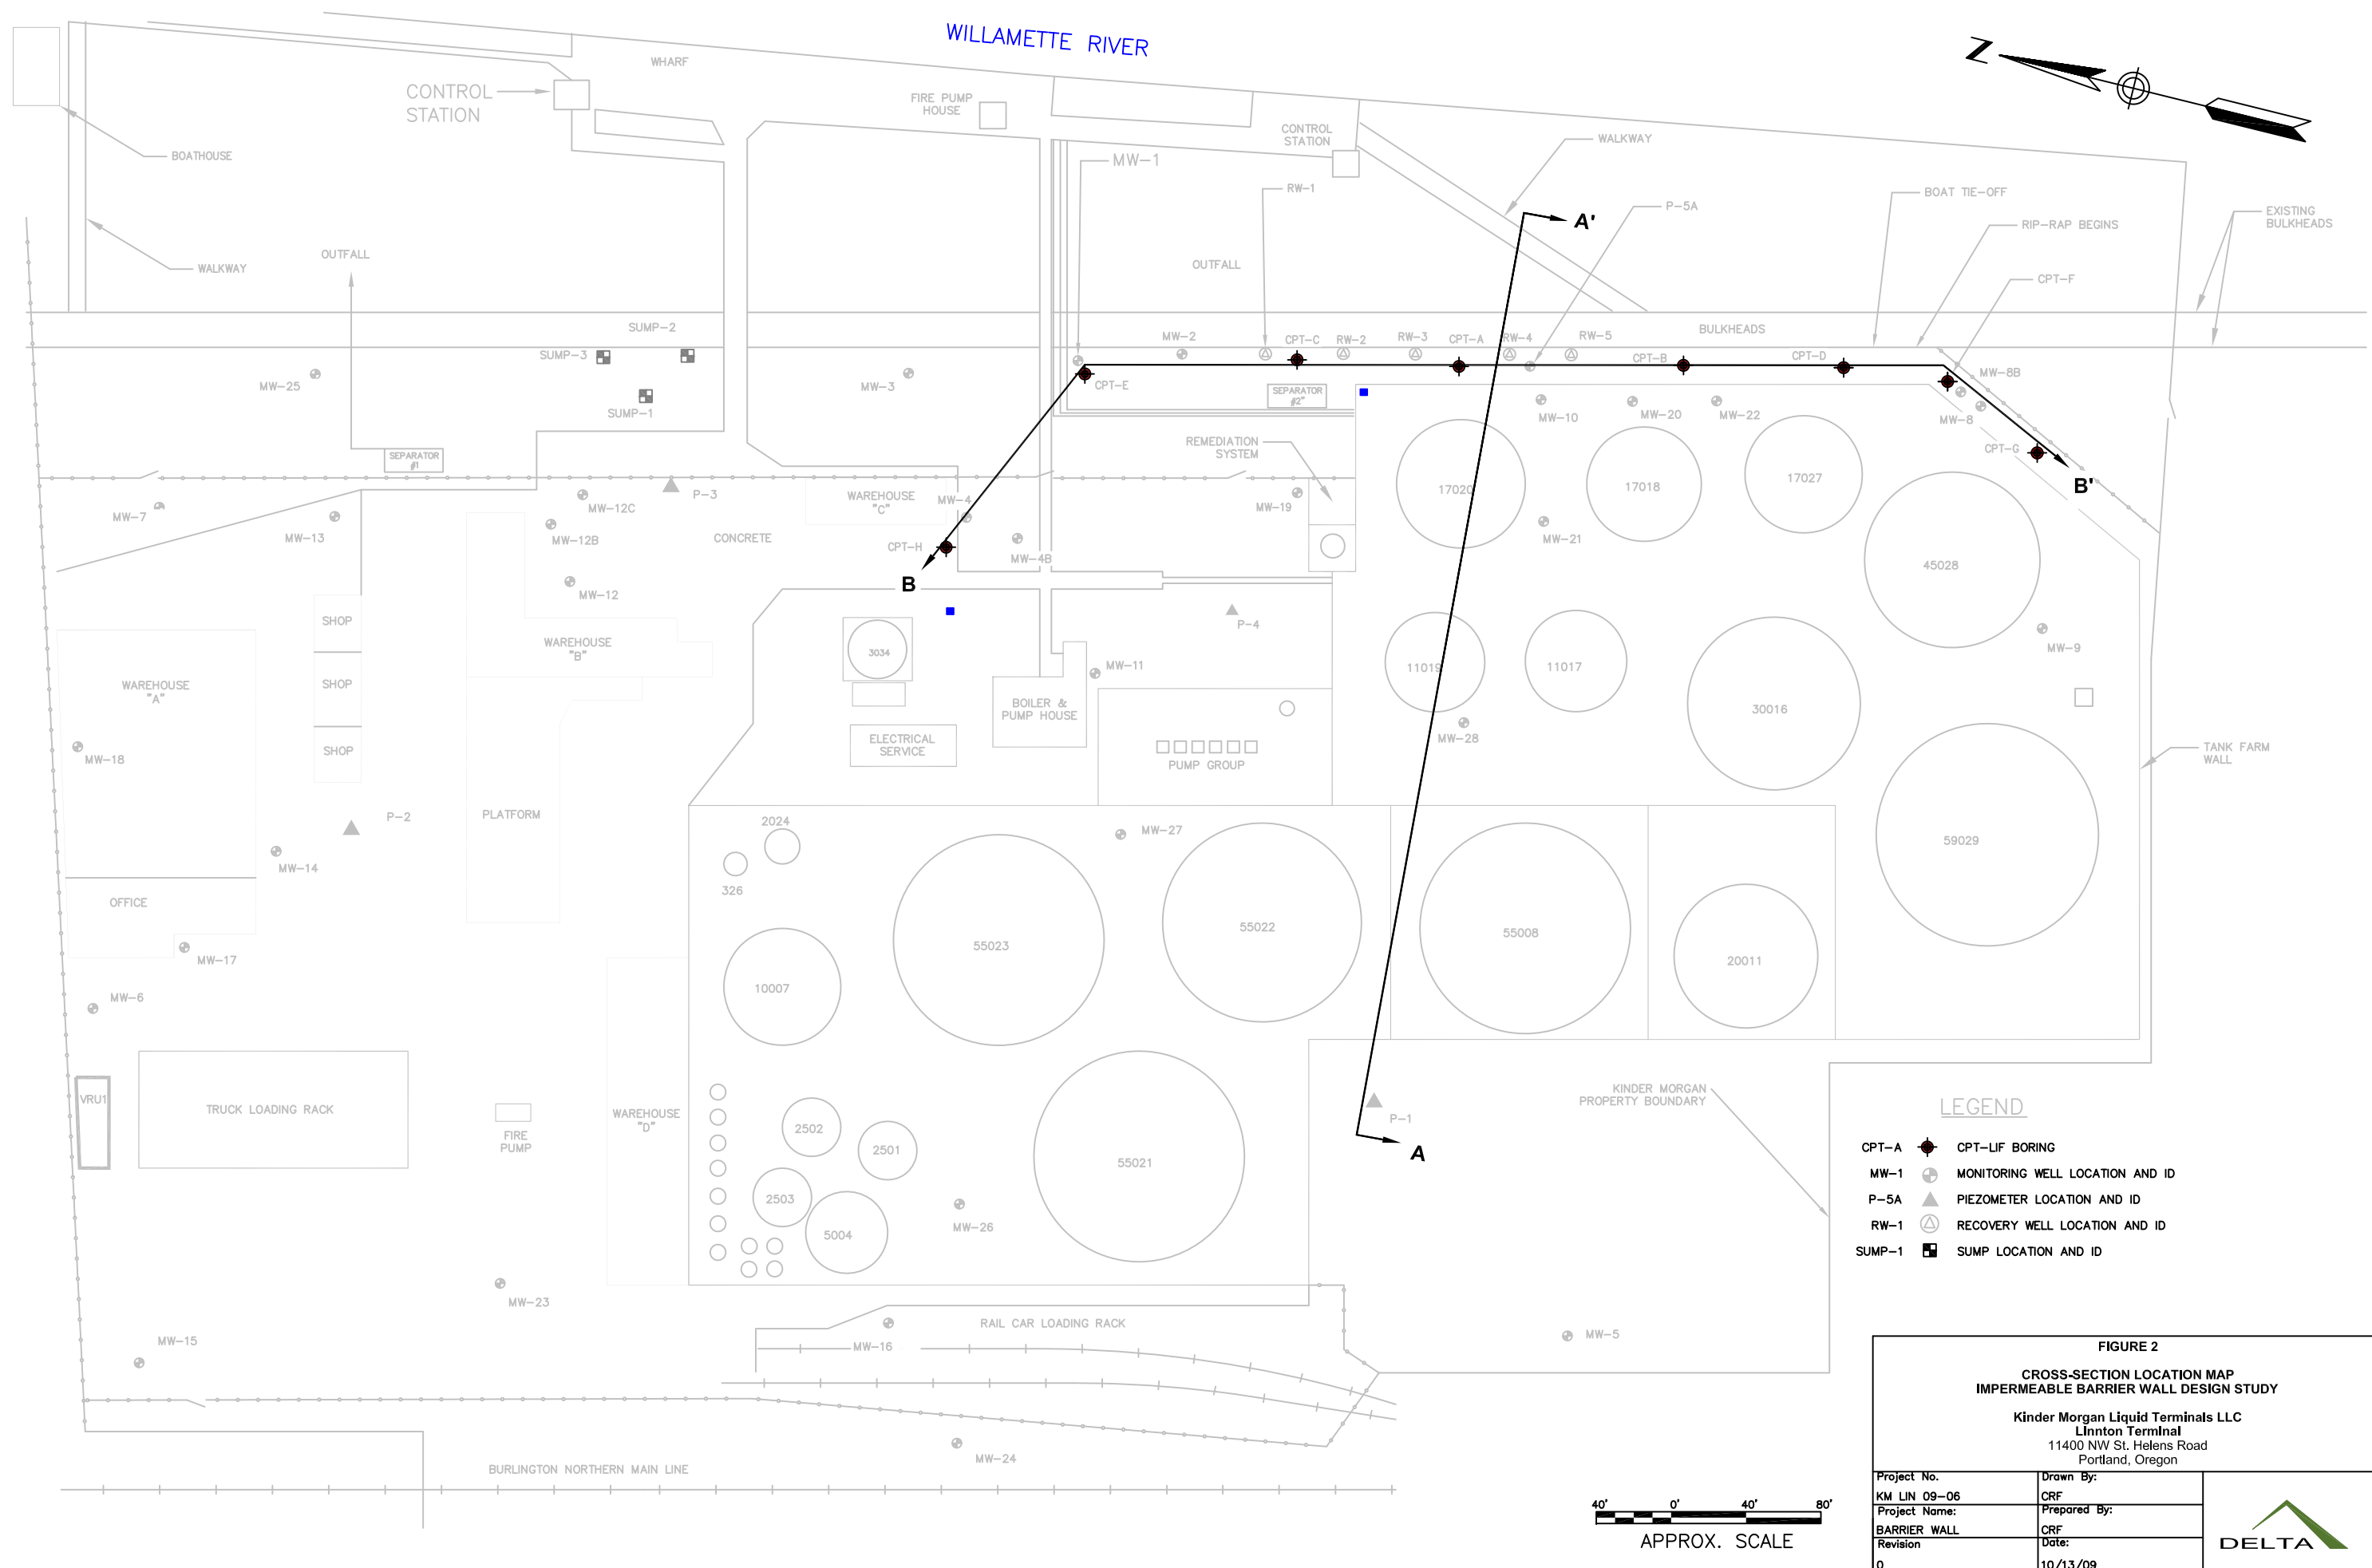 WILLAMETTE RIVER
Z
WHARF
CONTROL
STATION
FIRE PUMP
HOUSE
CONTROL
STATION
WALKWAY
BOATHOUSE
MW-1
RW-1
BOAT TIE-OFF
P-5A
A'
EXISTING
BULKHEADS
RIP-RAP BEGINS
OUTFALL
WALKWAY
OUTFALL
CPT-F
SUMP-2
BULKHEADS
MW-2
CPT-C
RW-2
RW-3
CPT-A
RW-4
RW-5
SUMP-3
CPT-B
CPT-D
MW-25
MW-3
CPT-E
MW-8B
SEPARATOR
#2"
SUMP-1
MW-10
MW-20
MW-22
MW-8
REMEDIATION
SYSTEM
CPT-G
SEPARATOR
#1
B'
P-3
WAREHOUSE
"C"
MW-4
MW-19
17020
17018
17027
MW-7
MW-12C
MW-13
MW-12B
CONCRETE
CPT-H
MW-4B
MW-21
45028
B
MW-12
SHOP
P-4
WAREHOUSE
"B"
3034
MW-9
MW-11
11019
11017
WAREHOUSE
"A"
SHOP
BOILER &
PUMP HOUSE
30016
ELECTRICAL
SERVICE
MW-28
SHOP
MW-18
PUMP GROUP
TANK FARM
WALL
P-2
PLATFORM
2024
MW-27
59029
MW-14
326
OFFICE
55023
55022
55008
20011
MW-17
10007
MW-6
VRU1
TRUCK LOADING RACK
FIRE
PUMP
WAREHOUSE
"D"
2502
2501
55021
P-1
A
KINDER MORGAN
PROPERTY BOUNDARY
2503
5004
MW-26
MW-23
MW-15
RAIL CAR LOADING RACK
MW-16
MW-5
MW-24
BURLINGTON NORTHERN MAIN LINE
LEGEND
CPT-A CPT-LIF BORING
MW-1 MONITORING WELL LOCATION AND ID
P-5A PIEZOMETER LOCATION AND ID
RW-1 RECOVERY WELL LOCATION AND ID
SUMP-1 SUMP LOCATION AND ID
40' 0' 40' 80'
APPROX. SCALE
FIGURE 2
CROSS-SECTION LOCATION MAP
IMPERMEABLE BARRIER WALL DESIGN STUDY
Kinder Morgan Liquid Terminals LLC
Linnton Terminal
11400 NW St. Helens Road
Portland, Oregon
Project No.
KM LIN 09-06
Drawn By:
CRF
Project Name:
BARRIER WALL
Prepared By:
CRF
Revision
0
Date:
10/13/09
DELTA